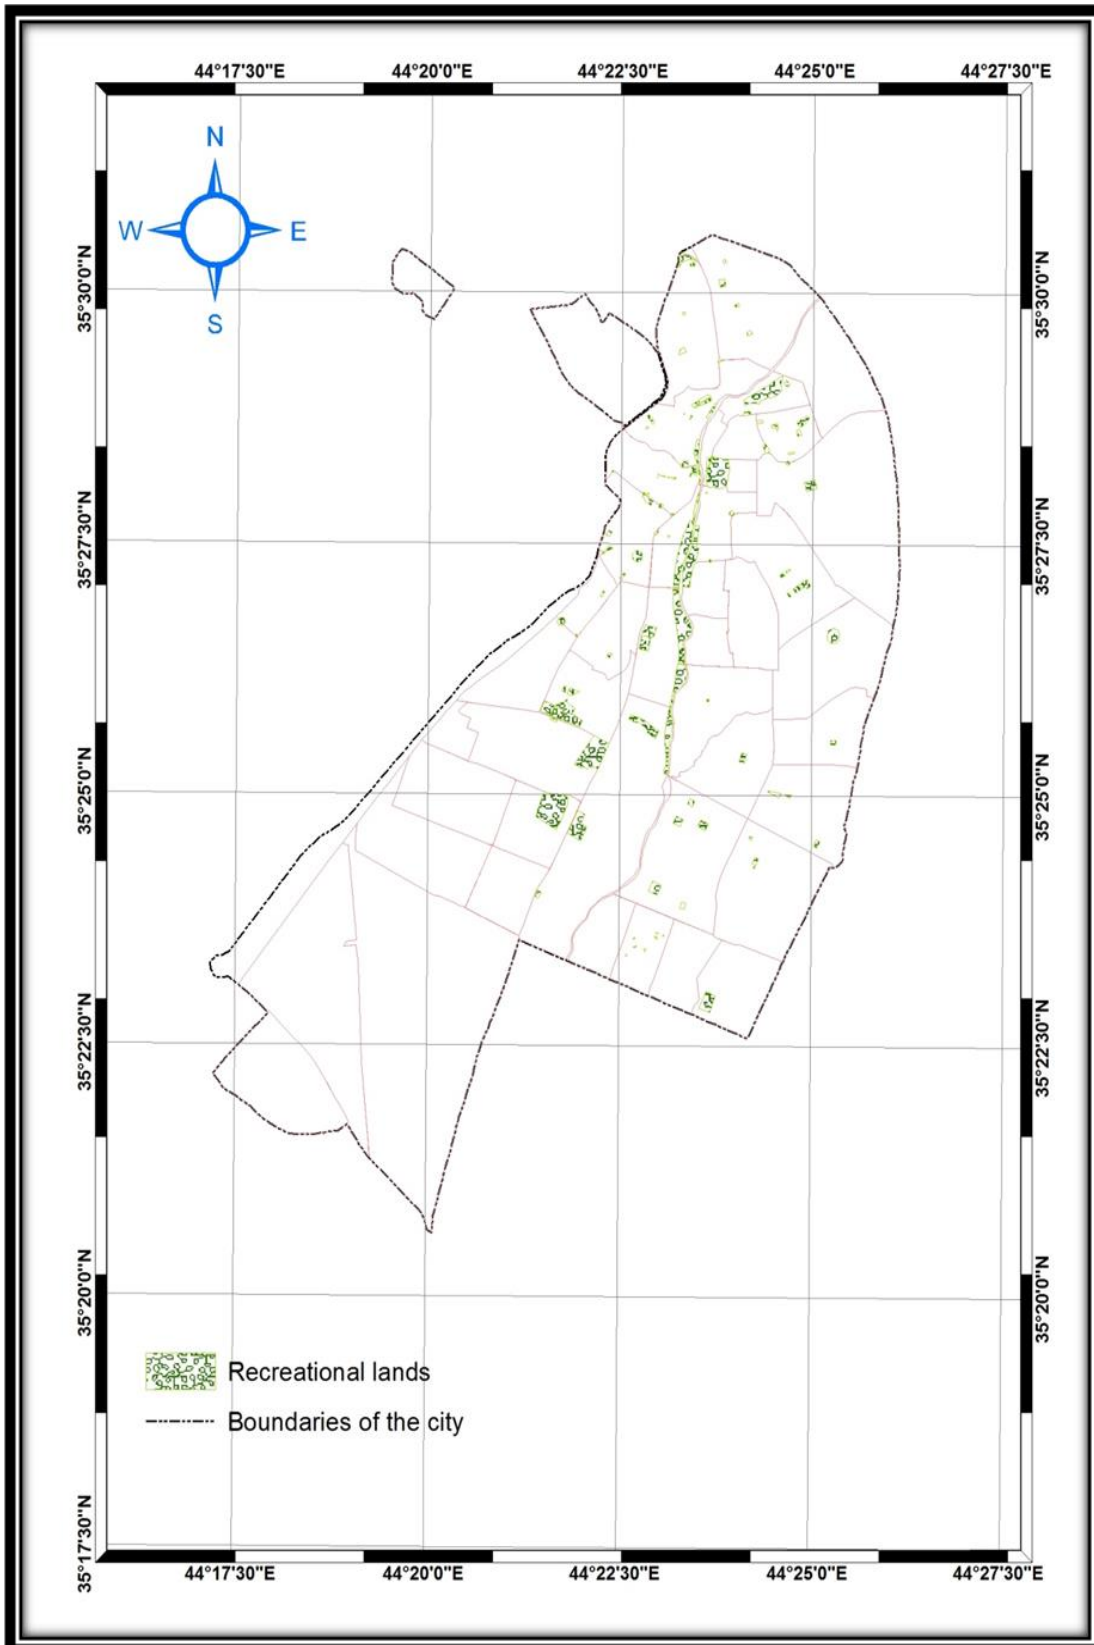 44°17'30"E 44°20'0"E 44°22'30"E 44°25'0"E 44°27'30"E
N
W E
S
35°30'0"N 35°30'0"N
35°27'30"N 35°27'30"N
35°25'0"N 35°25'0"N
35°22'30"N 35°22'30"N
35°20'0"N 35°20'0"N
Recreational lands
Boundaries of the city
35°17'30"N 35°17'30"N
44°17'30"E 44°20'0"E 44°22'30"E 44°25'0"E 44°27'30"E